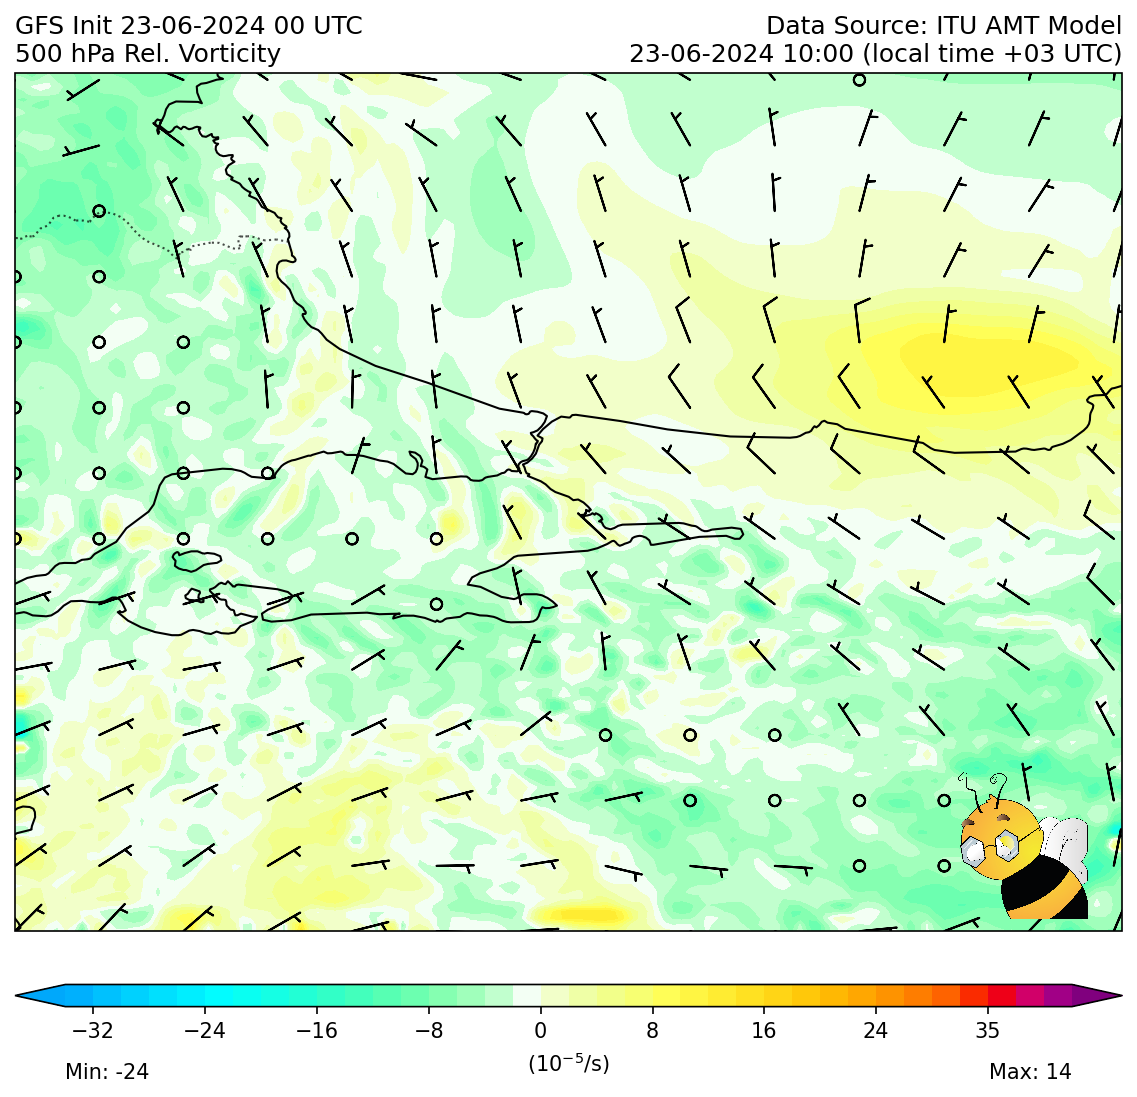 GFS Init 23-06-2024 00 UTC
Data Source: ITU AMT Model
500 hPa Rel. Vorticity
23-06-2024 10:00 (local time +03 UTC)
−32 −24 −16 −8 0 8 16 24 35
(10⁻⁵/s)
Min: -24
Max: 14